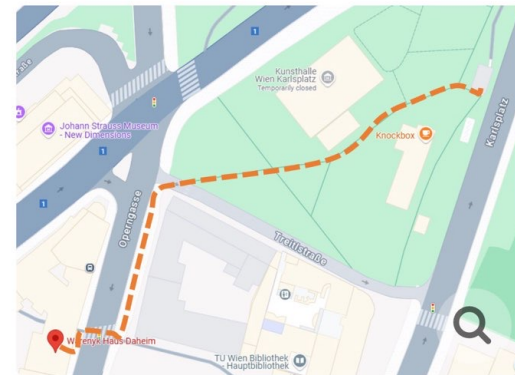 1
Kunsthalle
Wien Karlsplatz
Temporarily closed
Karlsplatz
Johann Strauss Museum
- New Dimensions
Knockbox
1
1
Operngasse
Treitlstraße
Warenyk Haus Daheim
TU Wien Bibliothek
- Hauptbibliothek